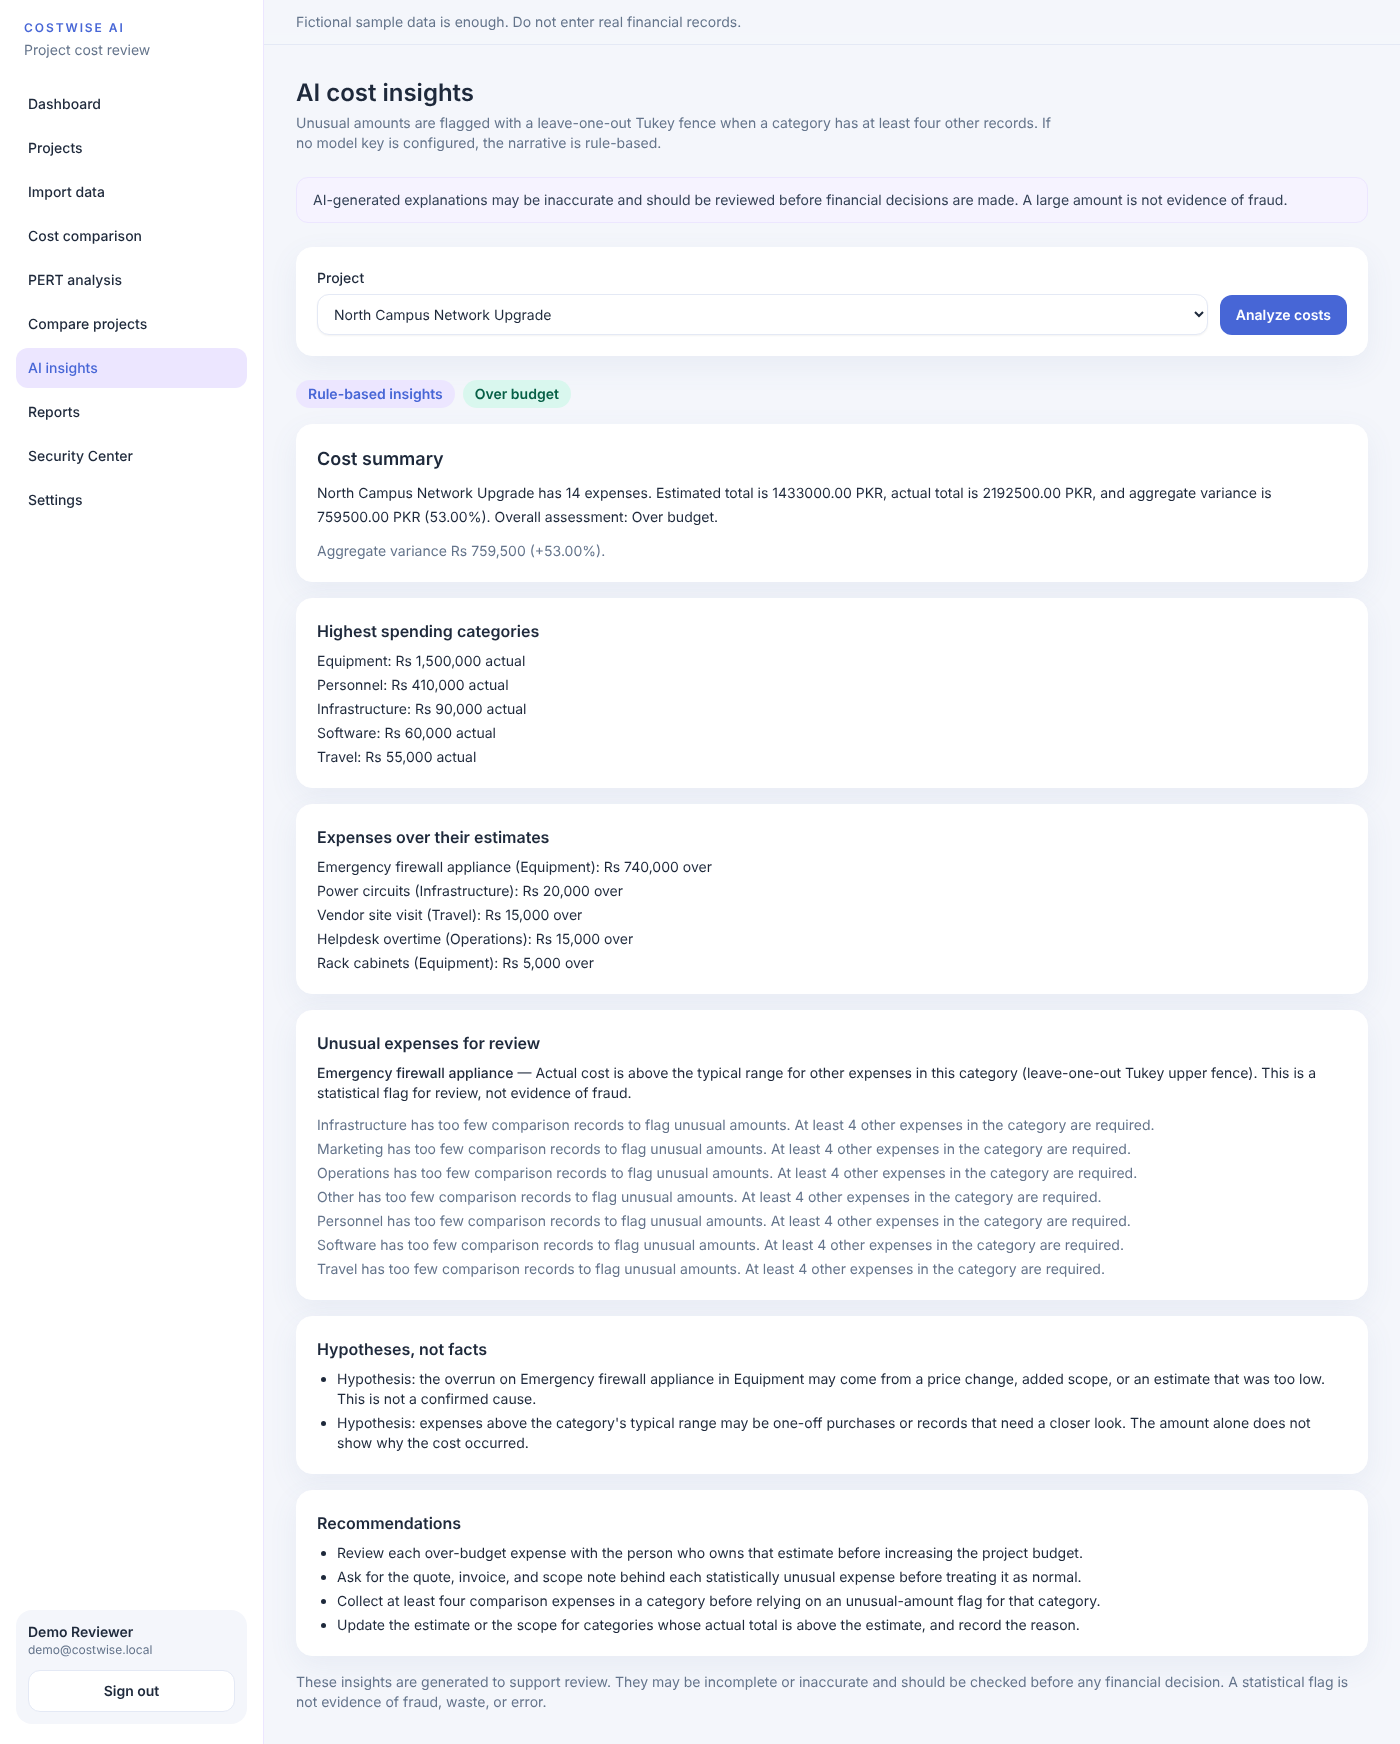 COSTWISE AI
Project cost review
Dashboard
Projects
Import data
Cost comparison
PERT analysis
Compare projects
AI insights
Reports
Security Center
Settings
Demo Reviewer
demo@costwise.local
Sign out
Fictional sample data is enough. Do not enter real financial records.
AI cost insights
Unusual amounts are flagged with a leave-one-out Tukey fence when a category has at least four other records. If
no model key is configured, the narrative is rule-based.
AI-generated explanations may be inaccurate and should be reviewed before financial decisions are made. A large amount is not evidence of fraud.
Project
North Campus Network Upgrade
Analyze costs
Rule-based insights
Over budget
Cost summary
North Campus Network Upgrade has 14 expenses. Estimated total is 1433000.00 PKR, actual total is 2192500.00 PKR, and aggregate variance is
759500.00 PKR (53.00%). Overall assessment: Over budget.
Aggregate variance Rs 759,500 (+53.00%).
Highest spending categories
Equipment: Rs 1,500,000 actual
Personnel: Rs 410,000 actual
Infrastructure: Rs 90,000 actual
Software: Rs 60,000 actual
Travel: Rs 55,000 actual
Expenses over their estimates
Emergency firewall appliance (Equipment): Rs 740,000 over
Power circuits (Infrastructure): Rs 20,000 over
Vendor site visit (Travel): Rs 15,000 over
Helpdesk overtime (Operations): Rs 15,000 over
Rack cabinets (Equipment): Rs 5,000 over
Unusual expenses for review
Emergency firewall appliance — Actual cost is above the typical range for other expenses in this category (leave-one-out Tukey upper fence). This is a
statistical flag for review, not evidence of fraud.
Infrastructure has too few comparison records to flag unusual amounts. At least 4 other expenses in the category are required.
Marketing has too few comparison records to flag unusual amounts. At least 4 other expenses in the category are required.
Operations has too few comparison records to flag unusual amounts. At least 4 other expenses in the category are required.
Other has too few comparison records to flag unusual amounts. At least 4 other expenses in the category are required.
Personnel has too few comparison records to flag unusual amounts. At least 4 other expenses in the category are required.
Software has too few comparison records to flag unusual amounts. At least 4 other expenses in the category are required.
Travel has too few comparison records to flag unusual amounts. At least 4 other expenses in the category are required.
Hypotheses, not facts
• Hypothesis: the overrun on Emergency firewall appliance in Equipment may come from a price change, added scope, or an estimate that was too low.
This is not a confirmed cause.
• Hypothesis: expenses above the category's typical range may be one-off purchases or records that need a closer look. The amount alone does not
show why the cost occurred.
Recommendations
• Review each over-budget expense with the person who owns that estimate before increasing the project budget.
• Ask for the quote, invoice, and scope note behind each statistically unusual expense before treating it as normal.
• Collect at least four comparison expenses in a category before relying on an unusual-amount flag for that category.
• Update the estimate or the scope for categories whose actual total is above the estimate, and record the reason.
These insights are generated to support review. They may be incomplete or inaccurate and should be checked before any financial decision. A statistical flag is
not evidence of fraud, waste, or error.